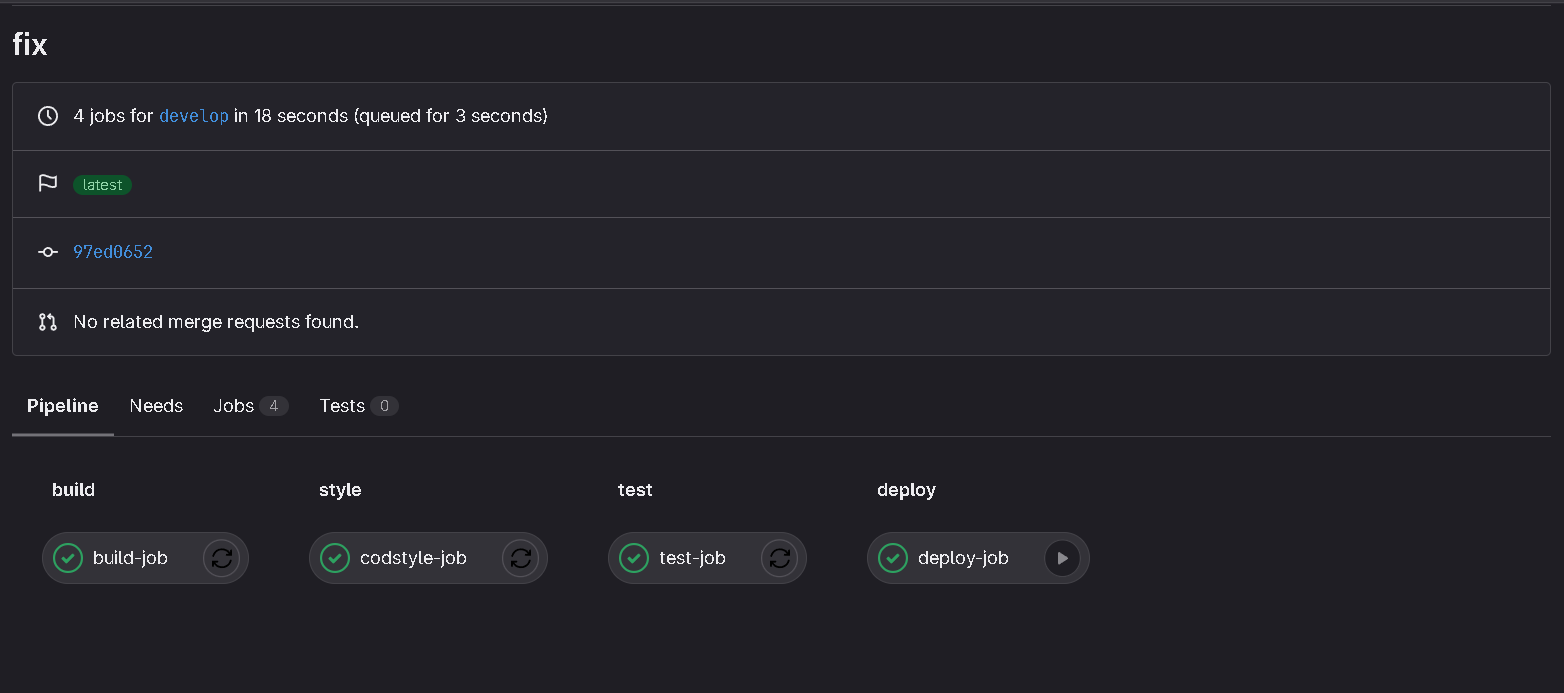 fix
4 jobs for develop in 18 seconds (queued for 3 seconds)
latest
97ed0652
No related merge requests found.
Pipeline Needs Jobs 4 Tests 0
build style test deploy
build-job codstyle-job test-job deploy-job